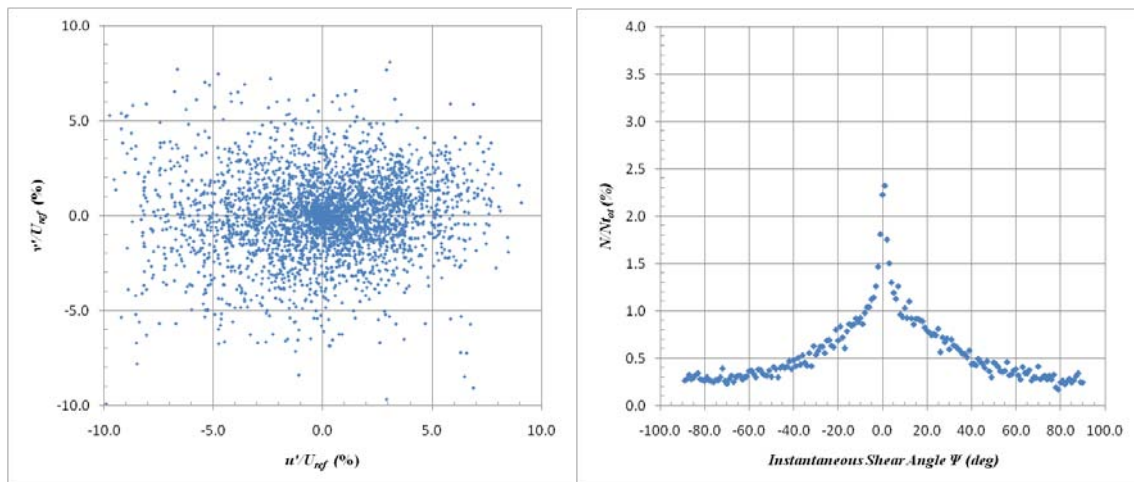 10.0
5.0
0.0
-5.0
-10.0
v'/Uref (%)
-10.0 -5.0 0.0 5.0 10.0
u'/Uref (%)
4.0
3.5
3.0
2.5
2.0
1.5
1.0
0.5
0.0
N/Ntot (%)
-100.0 -80.0 -60.0 -40.0 -20.0 0.0 20.0 40.0 60.0 80.0 100.0
Instantaneous Shear Angle Ψ (deg)